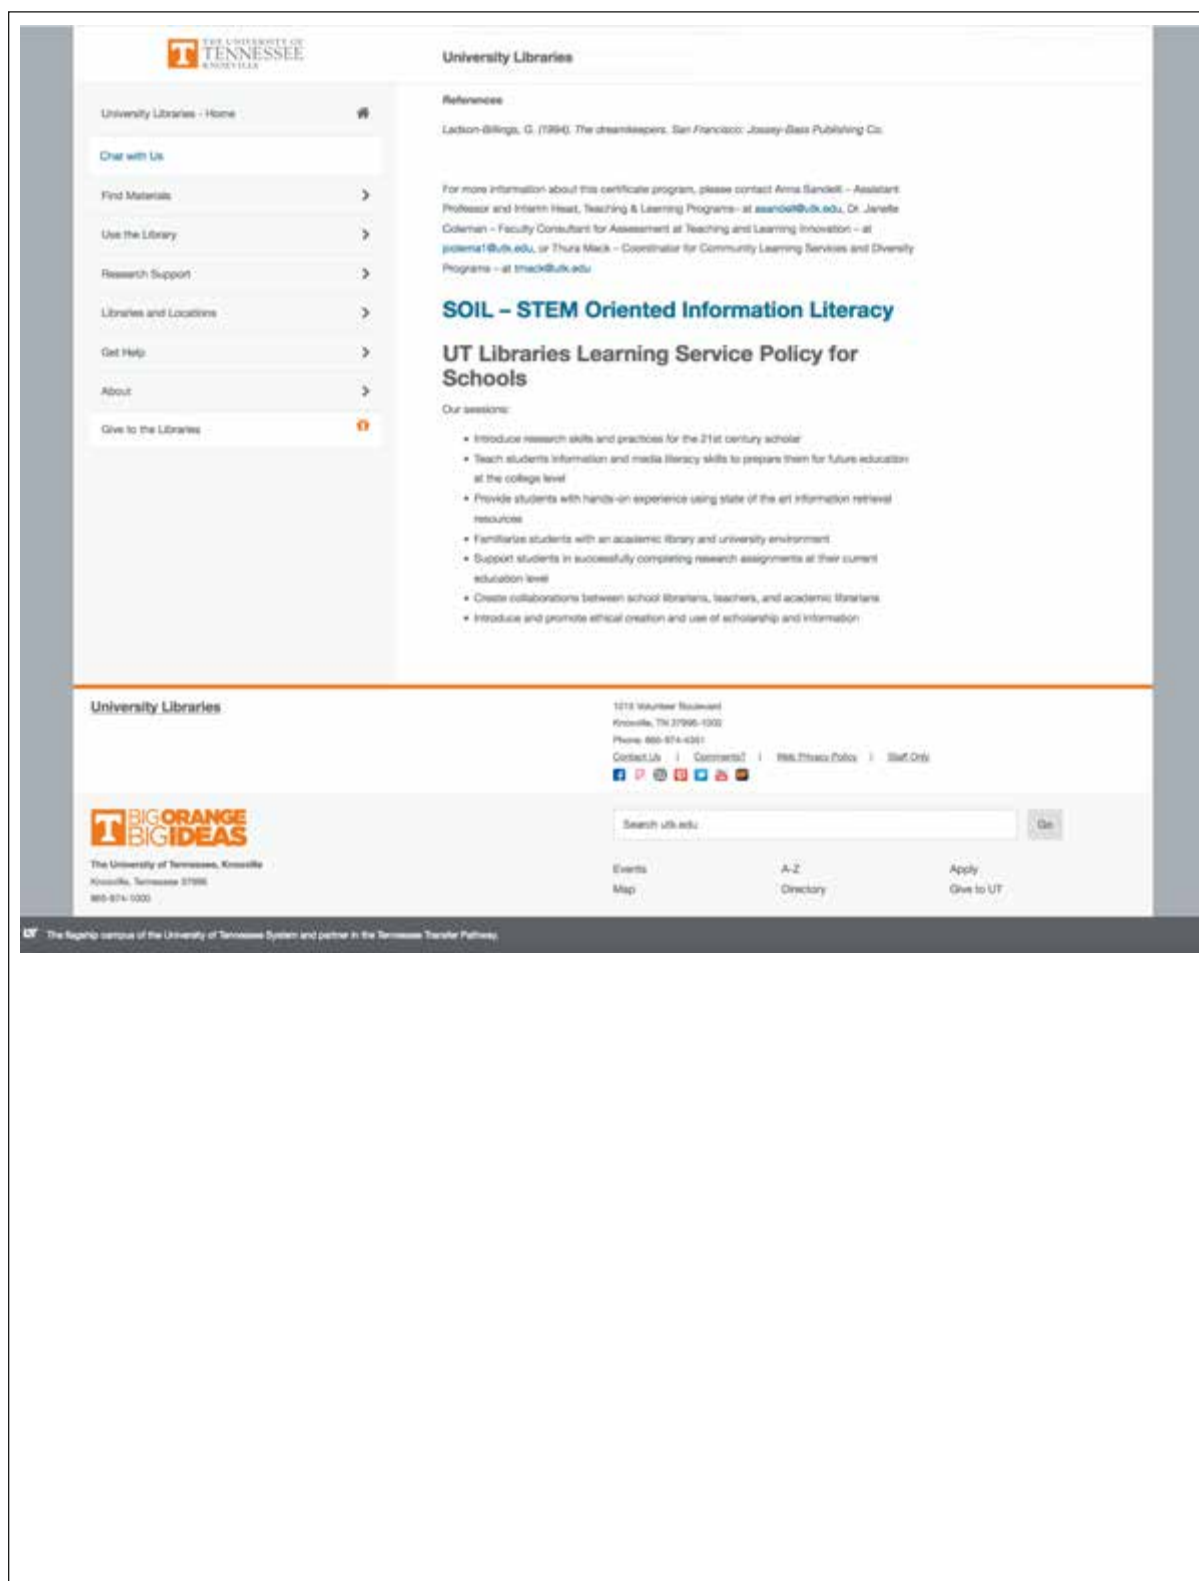 THE UNIVERSITY OF
TENNESSEE
KNOXVILLE
University Libraries
University Libraries - Home
Chat with Us
Find Materials
Use the Library
Research Support
Libraries and Locations
Get Help
About
Give to the Libraries
References
Ladson-Billings, G. (1994). The dreamkeepers. San Francisco: Jossey-Bass Publishing Co.
For more information about this certificate program, please contact Anna Sandelli – Assistant
Professor and Interim Head, Teaching & Learning Programs– at asandell@utk.edu, Dr. Janelle
Coleman – Faculty Consultant for Assessment at Teaching and Learning Innovation – at
jcolema1@utk.edu, or Thura Mack – Coordinator for Community Learning Services and Diversity
Programs – at tmack@utk.edu
SOIL – STEM Oriented Information Literacy
UT Libraries Learning Service Policy for
Schools
Our sessions:
• Introduce research skills and practices for the 21st century scholar
• Teach students information and media literacy skills to prepare them for future education
at the college level
• Provide students with hands-on experience using state of the art information retrieval
resources
• Familiarize students with an academic library and university environment
• Support students in successfully completing research assignments at their current
education level
• Create collaborations between school librarians, teachers, and academic librarians
• Introduce and promote ethical creation and use of scholarship and information
University Libraries
1015 Volunteer Boulevard
Knoxville, TN 37996-1000
Phone: 865-974-4351
Contact Us | Comments? | Web Privacy Policy | Staff Only
BIG ORANGE
BIG IDEAS
The University of Tennessee, Knoxville
Knoxville, Tennessee 37996
865-974-1000
Search utk.edu
Go
Events
A-Z
Apply
Map
Directory
Give to UT
UT The flagship campus of the University of Tennessee System and partner in the Tennessee Transfer Pathway.